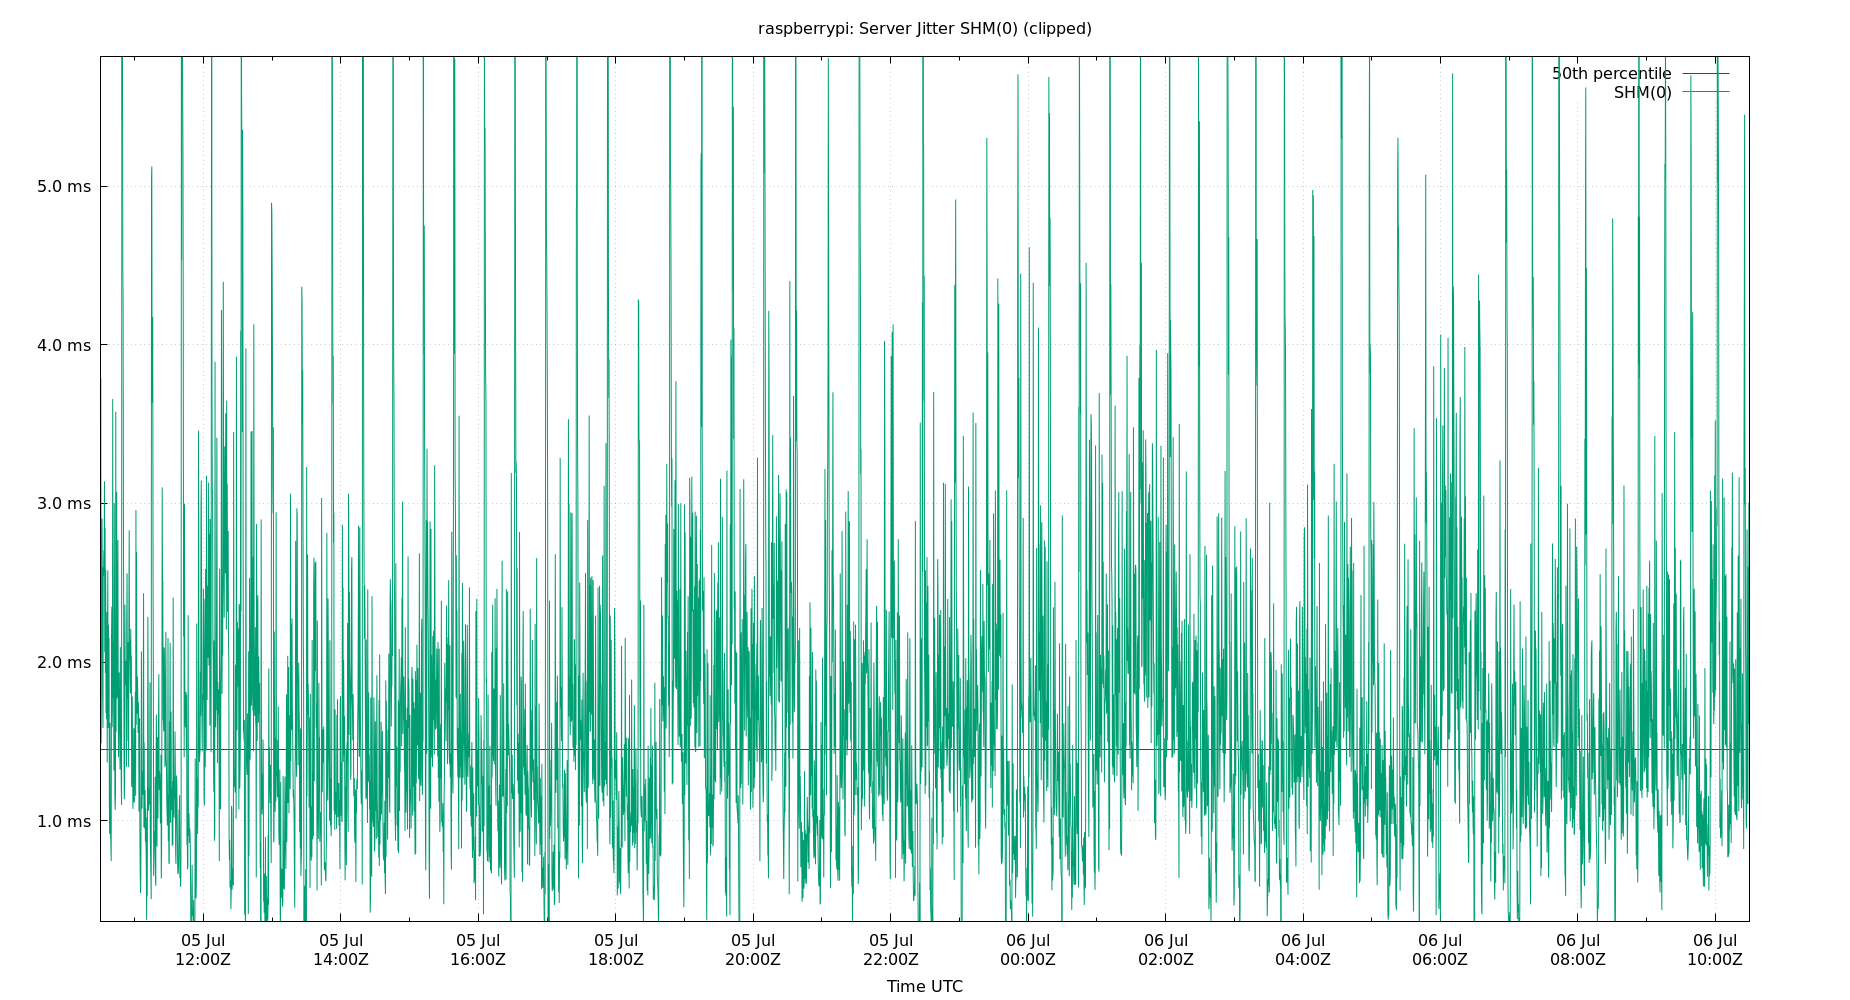 raspberrypi: Server Jitter SHM(0) (clipped)
50th percentile
SHM(0)
5.0 ms
4.0 ms
3.0 ms
2.0 ms
1.0 ms
05 Jul 05 Jul 05 Jul 05 Jul 05 Jul 05 Jul 06 Jul 06 Jul 06 Jul 06 Jul 06 Jul 06 Jul
12:00Z 14:00Z 16:00Z 18:00Z 20:00Z 22:00Z 00:00Z 02:00Z 04:00Z 06:00Z 08:00Z 10:00Z
Time UTC